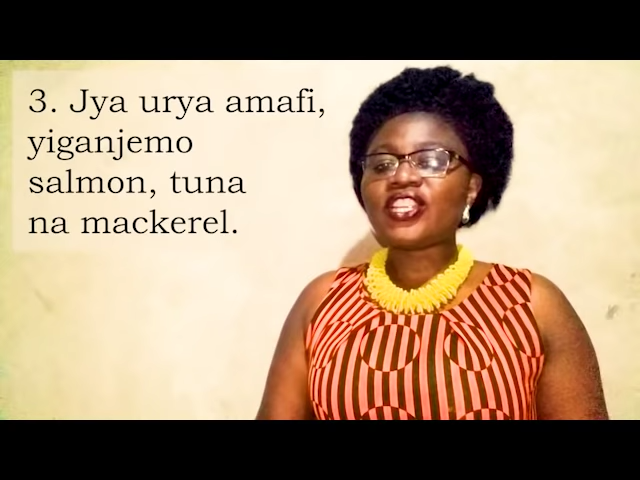 3. Jya urya amafi,
yiganjemo
salmon, tuna
na mackerel.